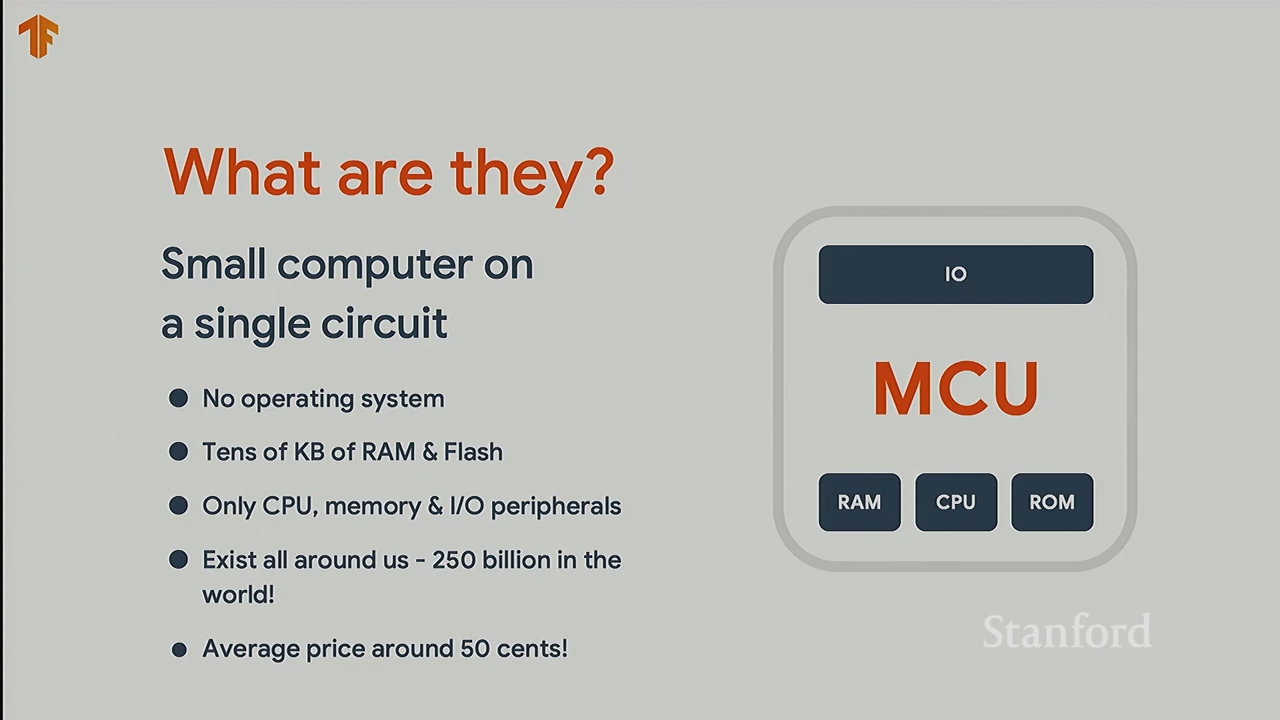 What are they?
Small computer on
a single circuit
● No operating system
● Tens of KB of RAM & Flash
● Only CPU, memory & I/O peripherals
● Exist all around us - 250 billion in the
world!
● Average price around 50 cents!
IO
MCU
RAM CPU ROM
Stanford